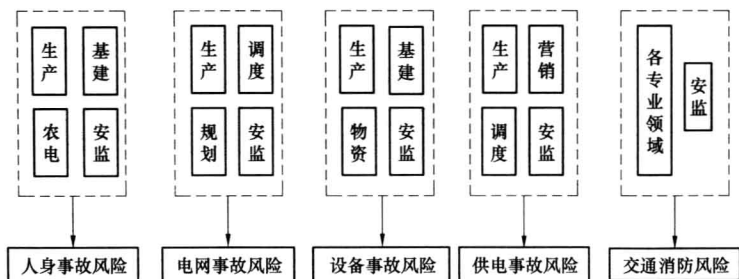 生产
基建
农电
安监
生产
调度
规划
安监
生产
基建
物资
安监
生产
营销
调度
安监
各专业领域
安监
人身事故风险
电网事故风险
设备事故风险
供电事故风险
交通消防风险